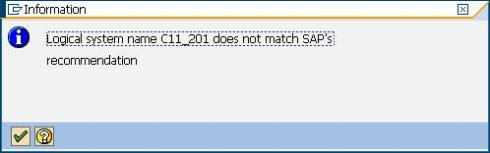 Information
Logical system name C11_201 does not match SAP's
recommendation